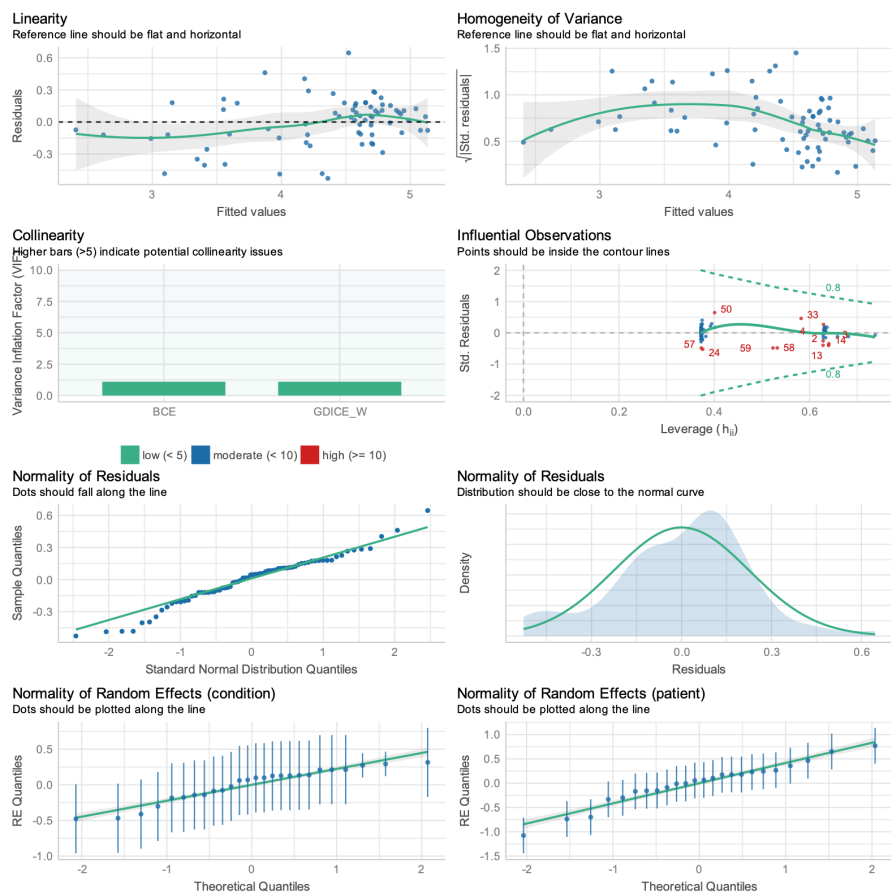 Linearity
Reference line should be flat and horizontal
Residuals
0.6
0.3
0.0
-0.3
3
4
5
Fitted values
Homogeneity of Variance
Reference line should be flat and horizontal
√|Std. residuals|
1.5
1.0
0.5
3
4
5
Fitted values
Collinearity
Higher bars (>5) indicate potential collinearity issues
Variance Inflation Factor (VIF)
10.0
7.5
5.0
2.5
0.0
BCE
GDICE_W
low (< 5)
moderate (< 10)
high (>= 10)
Influential Observations
Points should be inside the contour lines
Std. Residuals
2
1
0
-1
-2
0.8
50
33
4
3
57
24
59
58
2
14
13
0.8
0.0
0.2
0.4
0.6
Leverage (hii)
Normality of Residuals
Dots should fall along the line
Sample Quantiles
0.6
0.3
0.0
-0.3
-2
-1
0
1
2
Standard Normal Distribution Quantiles
Normality of Residuals
Distribution should be close to the normal curve
Density
-0.3
0.0
0.3
0.6
Residuals
Normality of Random Effects (condition)
Dots should be plotted along the line
RE Quantiles
0.5
0.0
-0.5
-1.0
-2
-1
0
1
2
Theoretical Quantiles
Normality of Random Effects (patient)
Dots should be plotted along the line
RE Quantiles
1.0
0.5
0.0
-0.5
-1.0
-1.5
-2
-1
0
1
2
Theoretical Quantiles